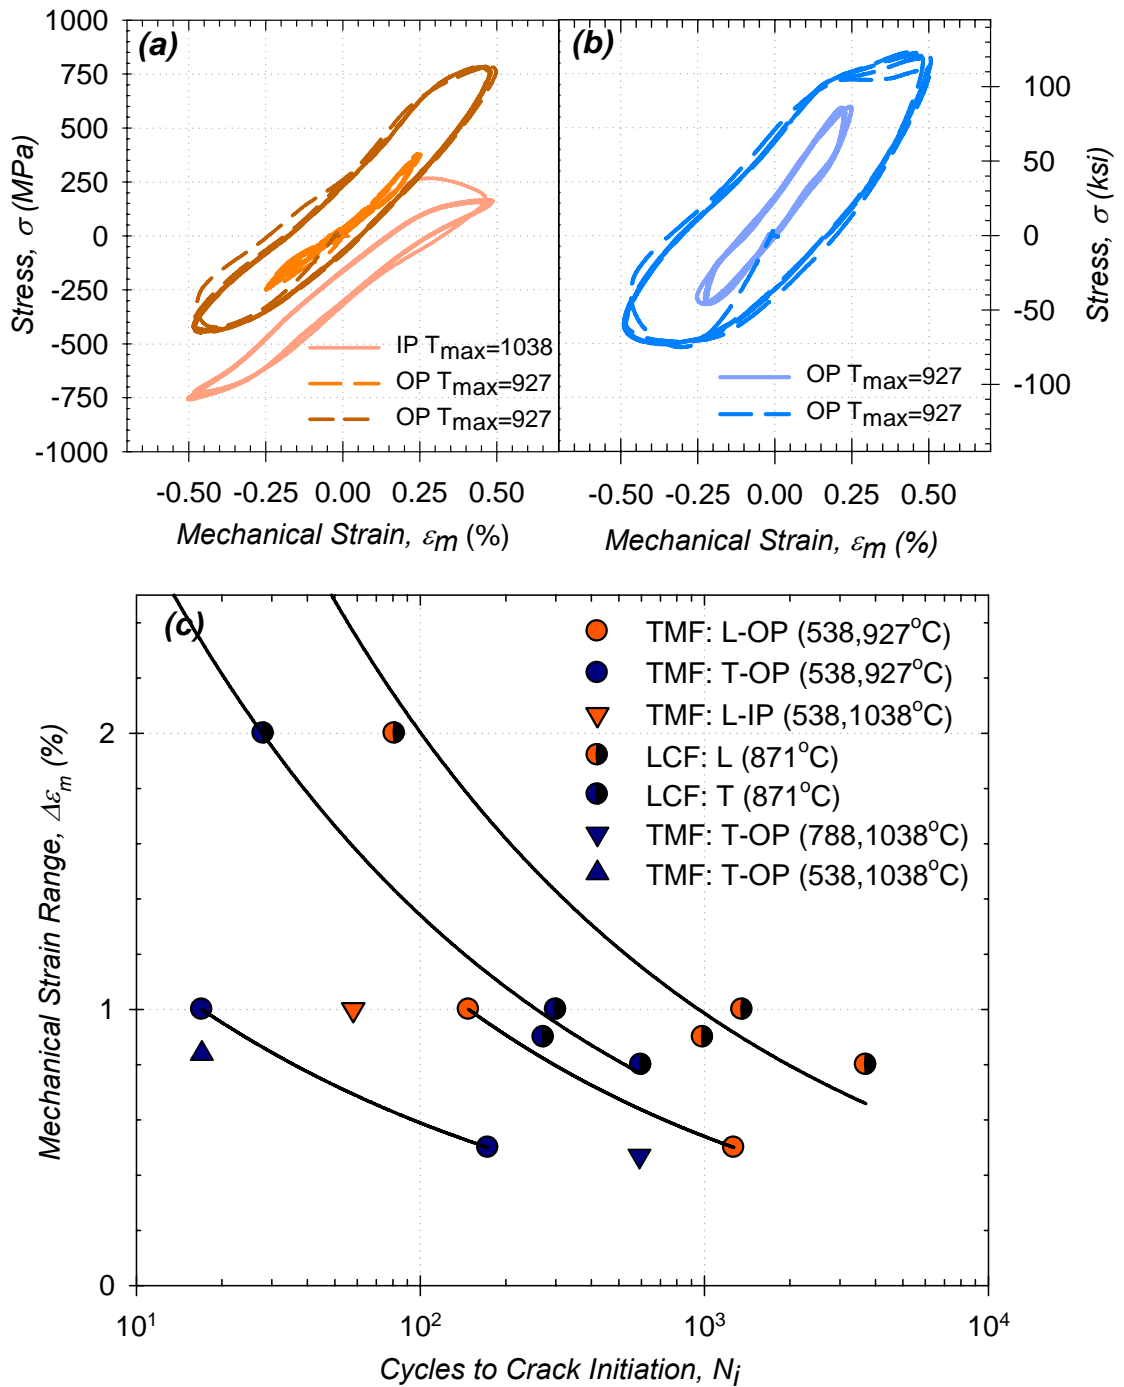 (a)
(b)
1000
750
500
250
0
-250
-500
-750
-1000
Stress, σ (MPa)
IP Tmax=1038
OP Tmax=927
OP Tmax=927
-0.50 -0.25 0.00 0.25 0.50
Mechanical Strain, εm (%)
OP Tmax=927
OP Tmax=927
100
50
0
-50
-100
Stress, σ (ksi)
-0.50 -0.25 0.00 0.25 0.50
Mechanical Strain, εm (%)
(c)
TMF: L-OP (538,927°C)
TMF: T-OP (538,927°C)
TMF: L-IP (538,1038°C)
LCF: L (871°C)
LCF: T (871°C)
TMF: T-OP (788,1038°C)
TMF: T-OP (538,1038°C)
2
1
0
Mechanical Strain Range, Δεm (%)
10¹ 10² 10³ 10⁴
Cycles to Crack Initiation, Ni